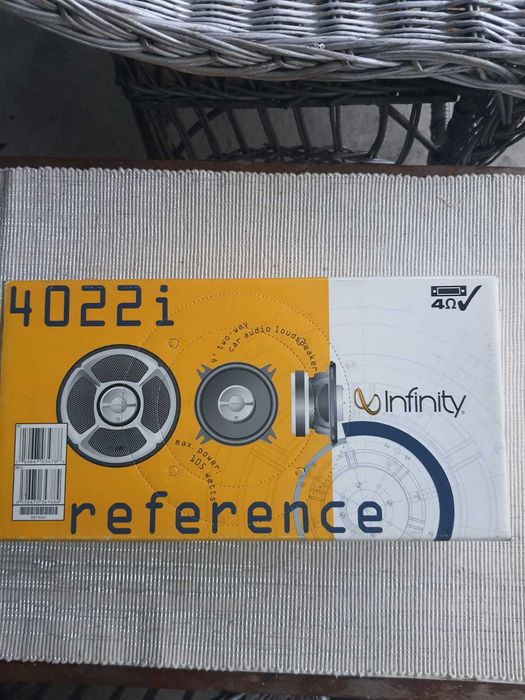 4022i
4" two-way
car audio loudspeaker
4Ω
Infinity
max power
105 watts
reference